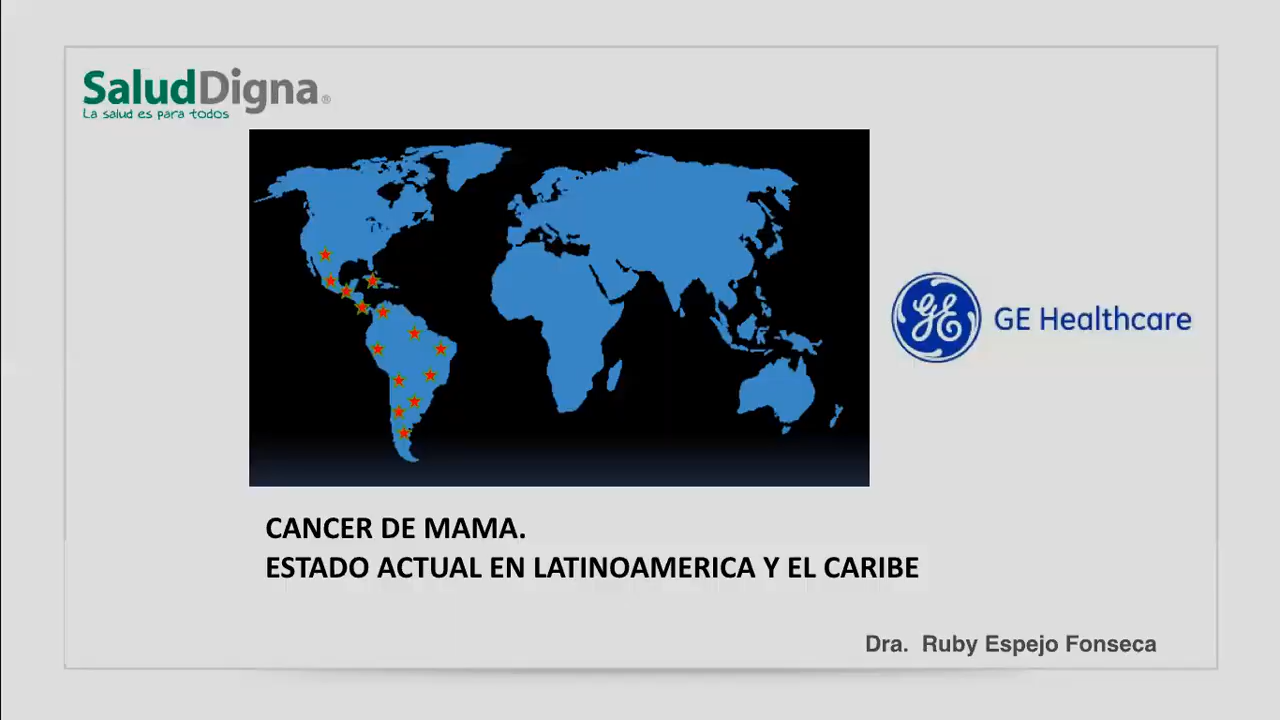 SaludDigna®
La salud es para todos
GE Healthcare
CANCER DE MAMA.
ESTADO ACTUAL EN LATINOAMERICA Y EL CARIBE
Dra. Ruby Espejo Fonseca